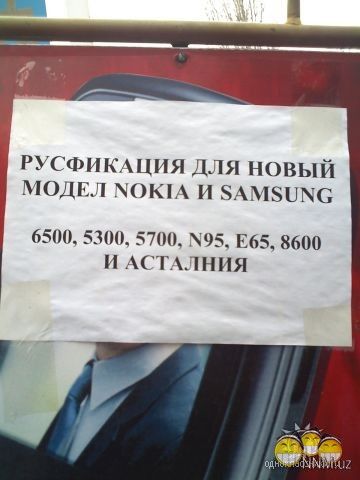 РУСФИКАЦИЯ ДЛЯ НОВЫЙ
МОДЕЛ NOKIA И SAMSUNG
6500, 5300, 5700, N95, E65, 8600
И АСТАЛНИЯ